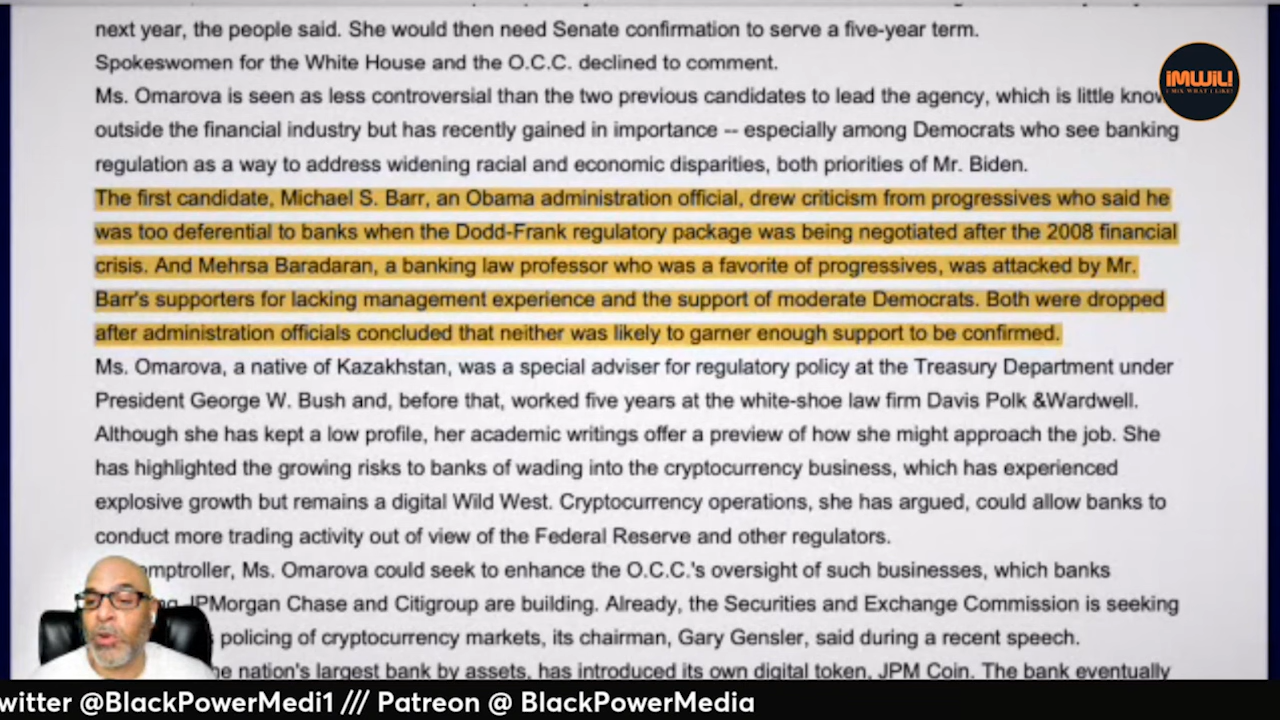 next year, the people said. She would then need Senate confirmation to serve a five-year term.
Spokeswomen for the White House and the O.C.C. declined to comment.
Ms. Omarova is seen as less controversial than the two previous candidates to lead the agency, which is little
outside the financial industry but has recently gained in importance -- especially among Democrats who see banking
regulation as a way to address widening racial and economic disparities, both priorities of Mr. Biden.
The first candidate, Michael S. Barr, an Obama administration official, drew criticism from progressives who said he
was too deferential to banks when the Dodd-Frank regulatory package was being negotiated after the 2008 financial
crisis. And Mehrsa Baradaran, a banking law professor who was a favorite of progressives, was attacked by Mr.
Barr's supporters for lacking management experience and the support of moderate Democrats. Both were dropped
after administration officials concluded that neither was likely to garner enough support to be confirmed.
Ms. Omarova, a native of Kazakhstan, was a special adviser for regulatory policy at the Treasury Department under
President George W. Bush and, before that, worked five years at the white-shoe law firm Davis Polk &Wardwell.
Although she has kept a low profile, her academic writings offer a preview of how she might approach the job. She
has highlighted the growing risks to banks of wading into the cryptocurrency business, which has experienced
explosive growth but remains a digital Wild West. Cryptocurrency operations, she has argued, could allow banks to
conduct more trading activity out of view of the Federal Reserve and other regulators.
Ms. Omarova could seek to enhance the O.C.C.'s oversight of such businesses, which banks
JPMorgan Chase and Citigroup are building. Already, the Securities and Exchange Commission is seeking
policing of cryptocurrency markets, its chairman, Gary Gensler, said during a recent speech.
nation's largest bank by assets, has introduced its own digital token, JPM Coin. The bank eventually
iMWiL!
I MIX WHAT I LIKE!
@BlackPowerMedi1 /// Patreon @ BlackPowerMedia